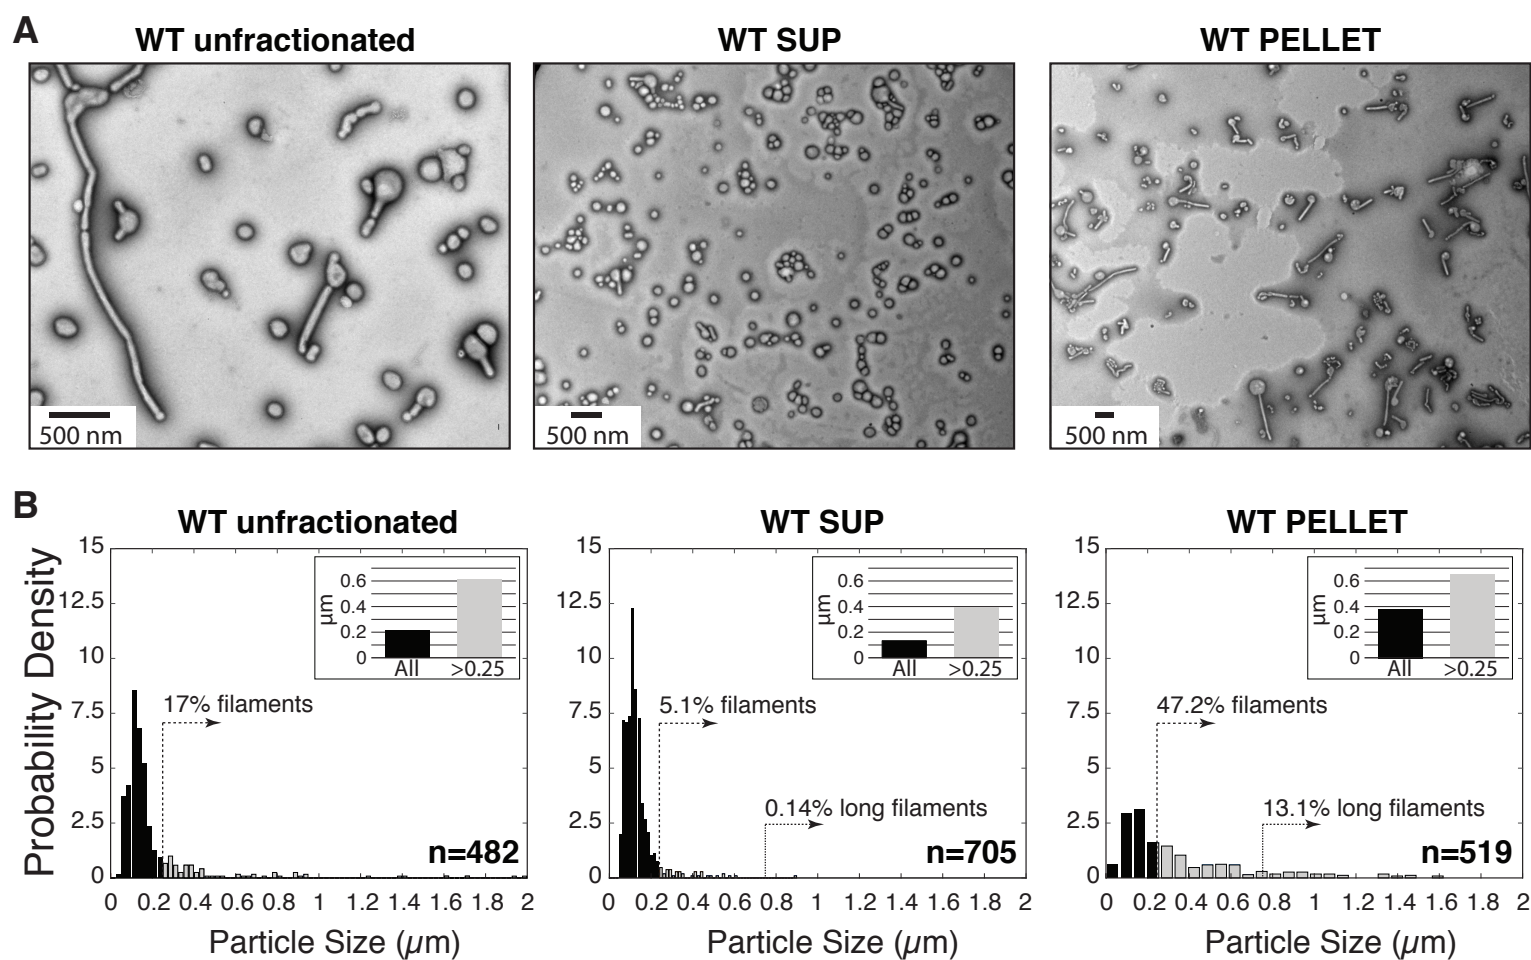 A
WT unfractionated
WT SUP
WT PELLET
500 nm
500 nm
500 nm
B
WT unfractionated
WT SUP
WT PELLET
Probability Density
15
12.5
10
7.5
5
2.5
0
0.6
0.4
0.2
0
µm
All
>0.25
17% filaments
n=482
0 0.2 0.4 0.6 0.8 1 1.2 1.4 1.6 1.8 2
Particle Size (µm)
15
12.5
10
7.5
5
2.5
0
0.6
0.4
0.2
0
µm
All
>0.25
5.1% filaments
0.14% long filaments
n=705
0 0.2 0.4 0.6 0.8 1 1.2 1.4 1.6 1.8 2
Particle Size (µm)
15
12.5
10
7.5
5
2.5
0
0.6
0.4
0.2
0
µm
All
>0.25
47.2% filaments
13.1% long filaments
n=519
0 0.2 0.4 0.6 0.8 1 1.2 1.4 1.6 1.8 2
Particle Size (µm)